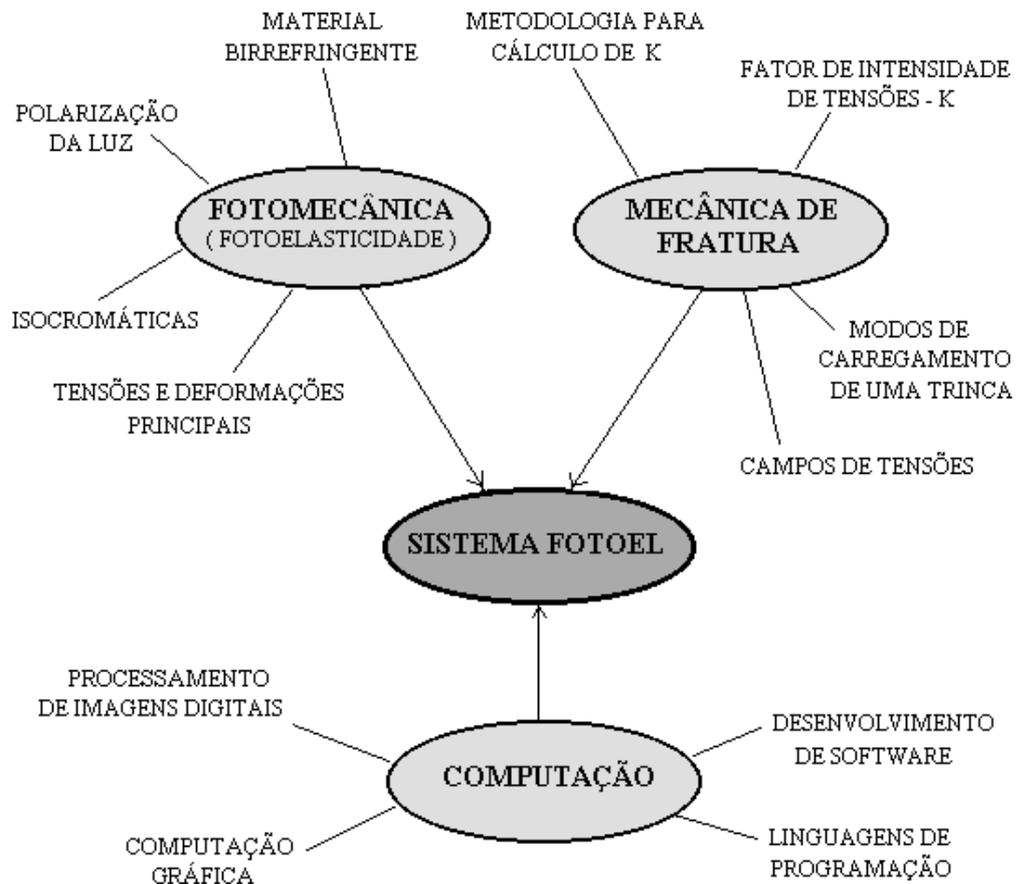 MATERIAL
BIRREFRINGENTE
METODOLOGIA PARA
CÁLCULO DE K
FATOR DE INTENSIDADE
DE TENSÕES - K
POLARIZAÇÃO
DA LUZ
FOTOMECÂNICA
( FOTOELASTICIDADE )
MECÂNICA DE
FRATURA
ISOCROMÁTICAS
TENSÕES E DEFORMAÇÕES
PRINCIPAIS
MODOS DE
CARREGAMENTO
DE UMA TRINCA
CAMPOS DE TENSÕES
SISTEMA FOTOEL
PROCESSAMENTO
DE IMAGENS DIGITAIS
DESENVOLVIMENTO
DE SOFTWARE
COMPUTAÇÃO
COMPUTAÇÃO
GRÁFICA
LINGUAGENS DE
PROGRAMAÇÃO